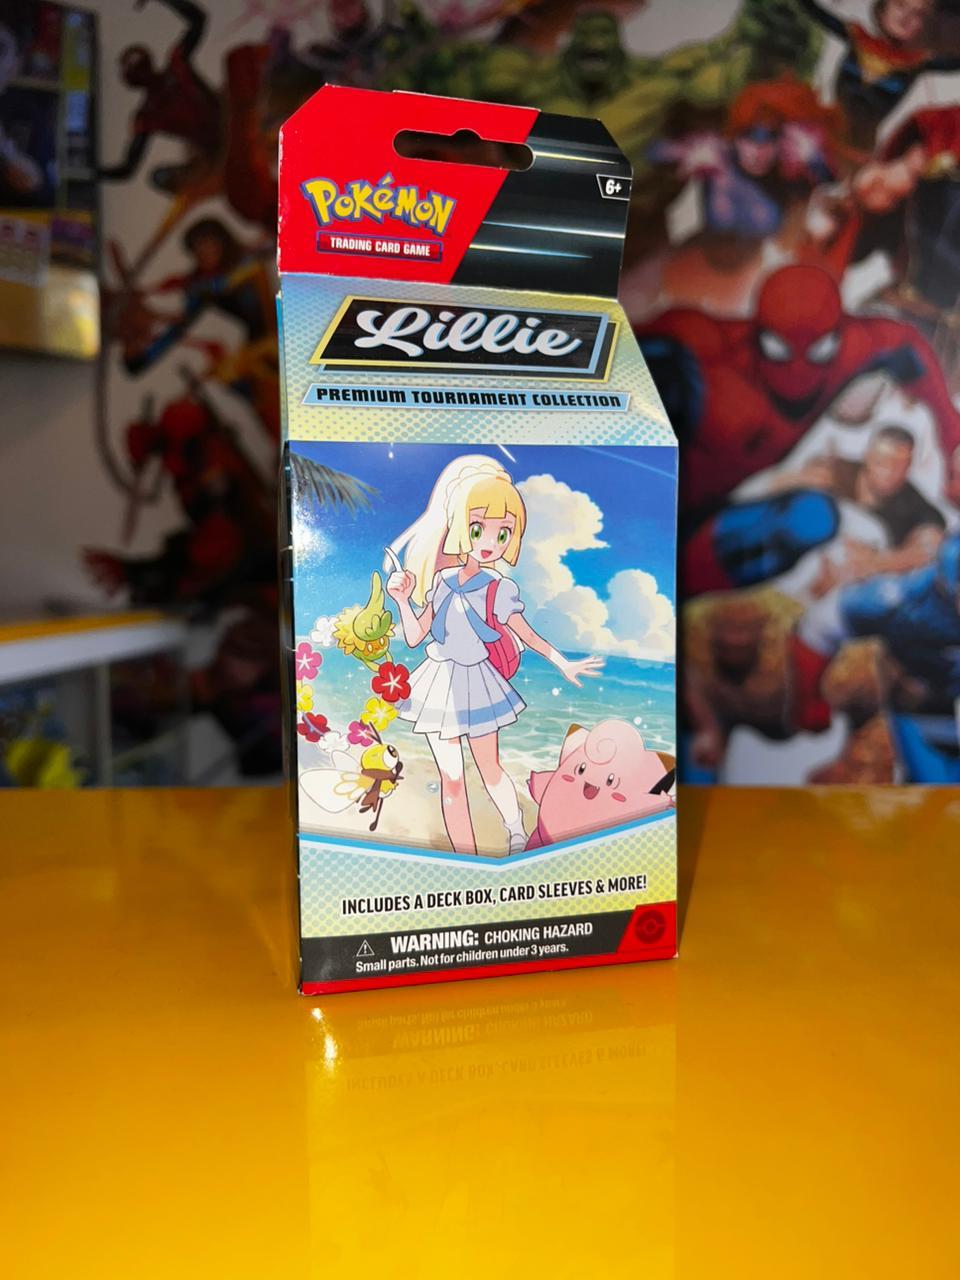 POKéMON
TRADING CARD GAME
6+
Lillie
PREMIUM TOURNAMENT COLLECTION
INCLUDES A DECK BOX, CARD SLEEVES & MORE!
WARNING: CHOKING HAZARD
Small parts. Not for children under 3 years.